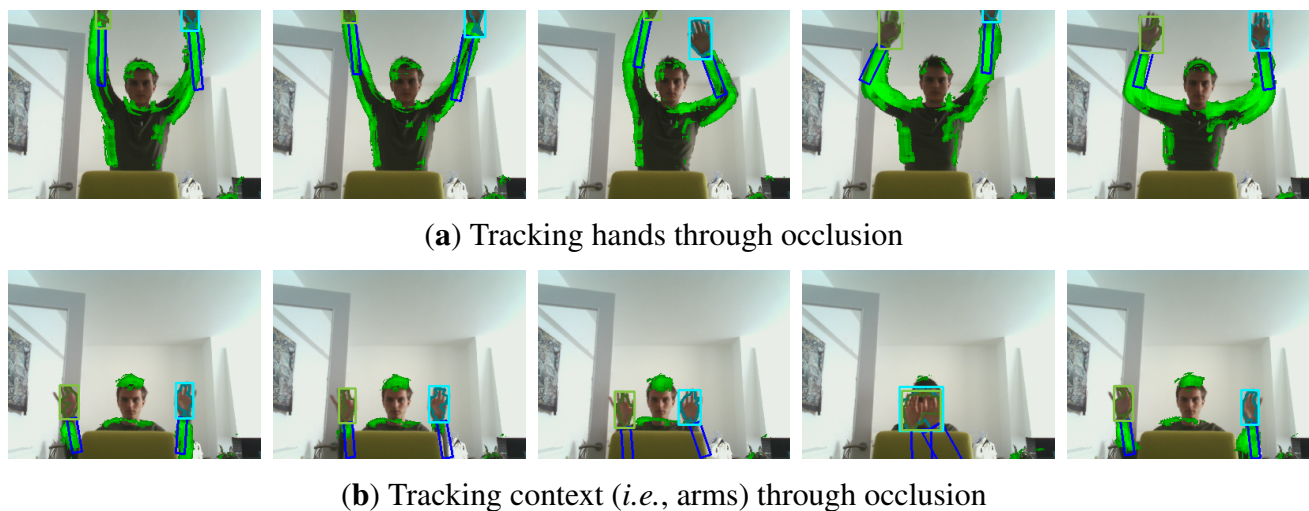 (a) Tracking hands through occlusion
(b) Tracking context (i.e., arms) through occlusion